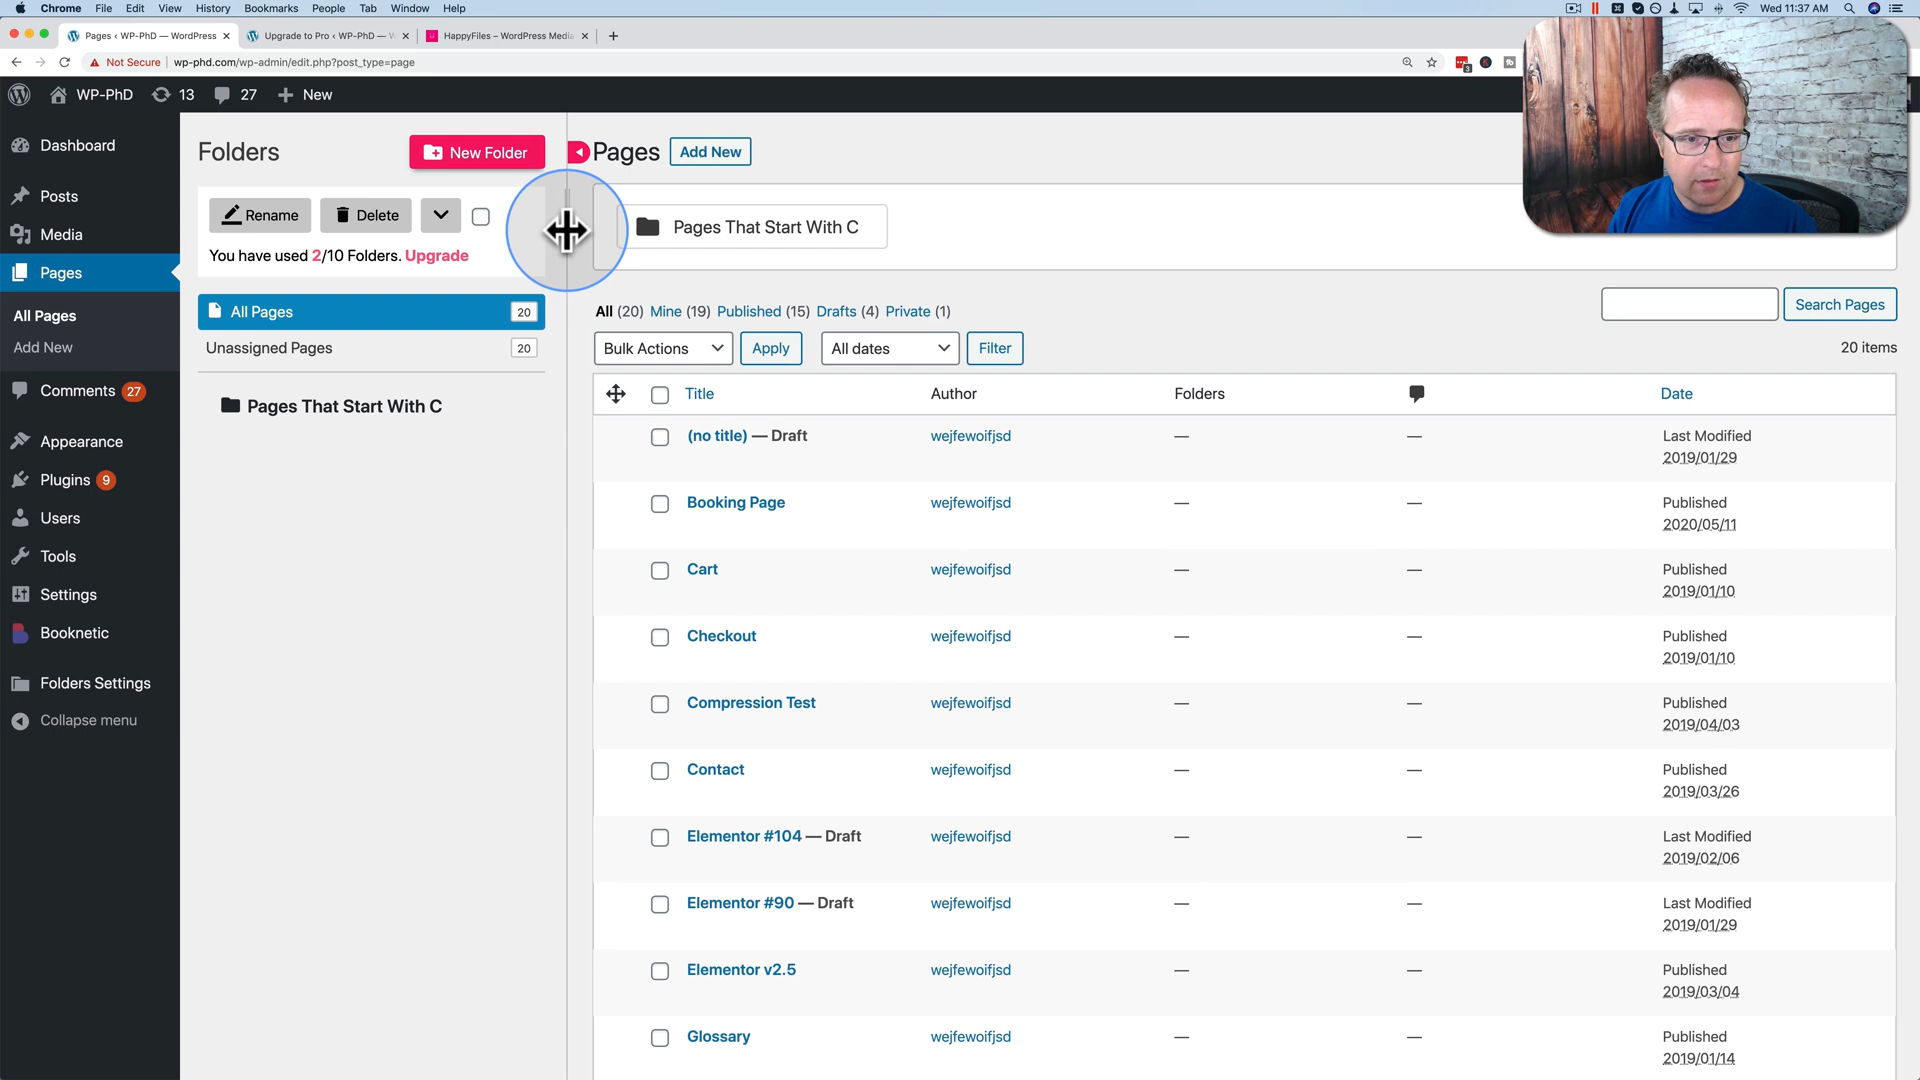 Chrome File Edit View History Bookmarks People Tab Window Help Wed 11:37 AM
Pages ‹ WP-PhD — WordPress Upgrade to Pro ‹ WP-PhD — HappyFiles – WordPress Media
Not Secure wp-phd.com/wp-admin/edit.php?post_type=page 3
WP-PhD 13 27 New
Dashboard
Posts
Media
Pages
All Pages
Add New
Comments 27
Appearance
Plugins 9
Users
Tools
Settings
Booknetic
Folders Settings
Collapse menu
Folders New Folder
Rename Delete
You have used 2/10 Folders. Upgrade
All Pages 20
Unassigned Pages 20
Pages That Start With C
Pages Add New
Pages That Start With C
All (20) Mine (19) Published (15) Drafts (4) Private (1) Search Pages
Bulk Actions Apply All dates Filter 20 items
Title Author Folders Date
(no title) — Draft wejfewoifjsd — — Last Modified
2019/01/29
Booking Page wejfewoifjsd — — Published
2020/05/11
Cart wejfewoifjsd — — Published
2019/01/10
Checkout wejfewoifjsd — — Published
2019/01/10
Compression Test wejfewoifjsd — — Published
2019/04/03
Contact wejfewoifjsd — — Published
2019/03/26
Elementor #104 — Draft wejfewoifjsd — — Last Modified
2019/02/06
Elementor #90 — Draft wejfewoifjsd — — Last Modified
2019/01/29
Elementor v2.5 wejfewoifjsd — — Published
2019/03/04
Glossary wejfewoifjsd — — Published
2019/01/14